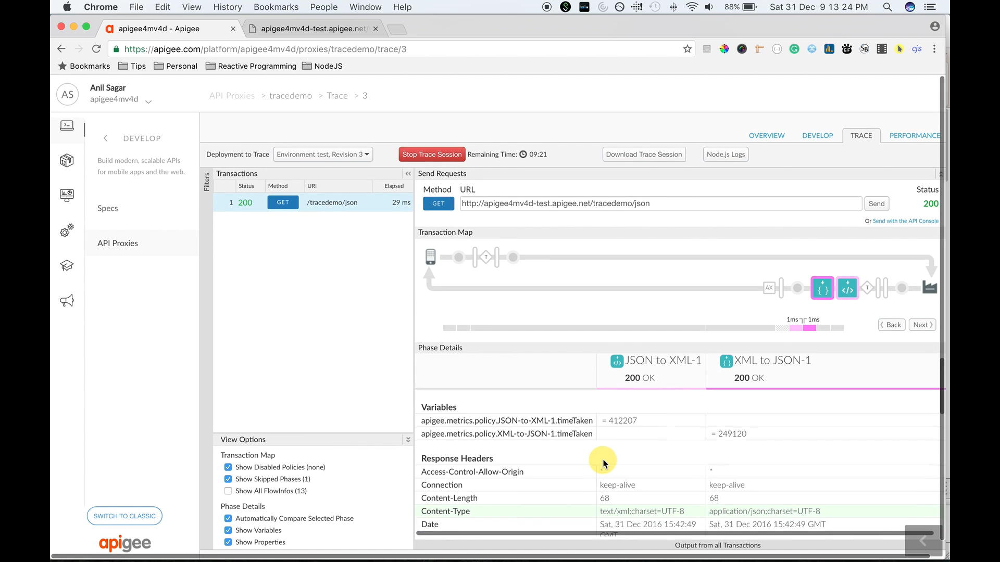 Chrome File Edit View History Bookmarks People Window Help 88% Sat 31 Dec 9 13 24 PM
apigee4mv4d - Apigee apigee4mv4d-test.apigee.net/
https://apigee.com/platform/apigee4mv4d/proxies/tracedemo/trace/3
Bookmarks Tips Personal Reactive Programming NodeJS
AS Anil Sagar
apigee4mv4d
API Proxies > tracedemo > Trace > 3
DEVELOP
Build modern, scalable APIs
for mobile apps and the web.
Specs
API Proxies
SWITCH TO CLASSIC
apigee
OVERVIEW DEVELOP TRACE PERFORMANCE
Deployment to Trace Environment test, Revision 3 Stop Trace Session Remaining Time: 09:21 Download Trace Session Node.js Logs
Filters
Transactions
Status Method URI Elapsed
1 200 GET /tracedemo/json 29 ms
View Options
Transaction Map
Show Disabled Policies (none)
Show Skipped Phases (1)
Show All FlowInfos (13)
Phase Details
Automatically Compare Selected Phase
Show Variables
Show Properties
Send Requests
Method URL Status
GET http://apigee4mv4d-test.apigee.net/tracedemo/json Send 200
Or Send with the API Console
Transaction Map
T
AX { } </> T
1ms 1ms
Back Next
Phase Details
JSON to XML-1 XML to JSON-1
200 OK 200 OK
Variables
apigee.metrics.policy.JSON-to-XML-1.timeTaken = 412207
apigee.metrics.policy.XML-to-JSON-1.timeTaken = 249120
Response Headers
Access-Control-Allow-Origin * *
Connection keep-alive keep-alive
Content-Length 68 68
Content-Type text/xml;charset=UTF-8 application/json;charset=UTF-8
Date Sat, 31 Dec 2016 15:42:49 Sat, 31 Dec 2016 15:42:49 GMT
GMT
Output from all Transactions